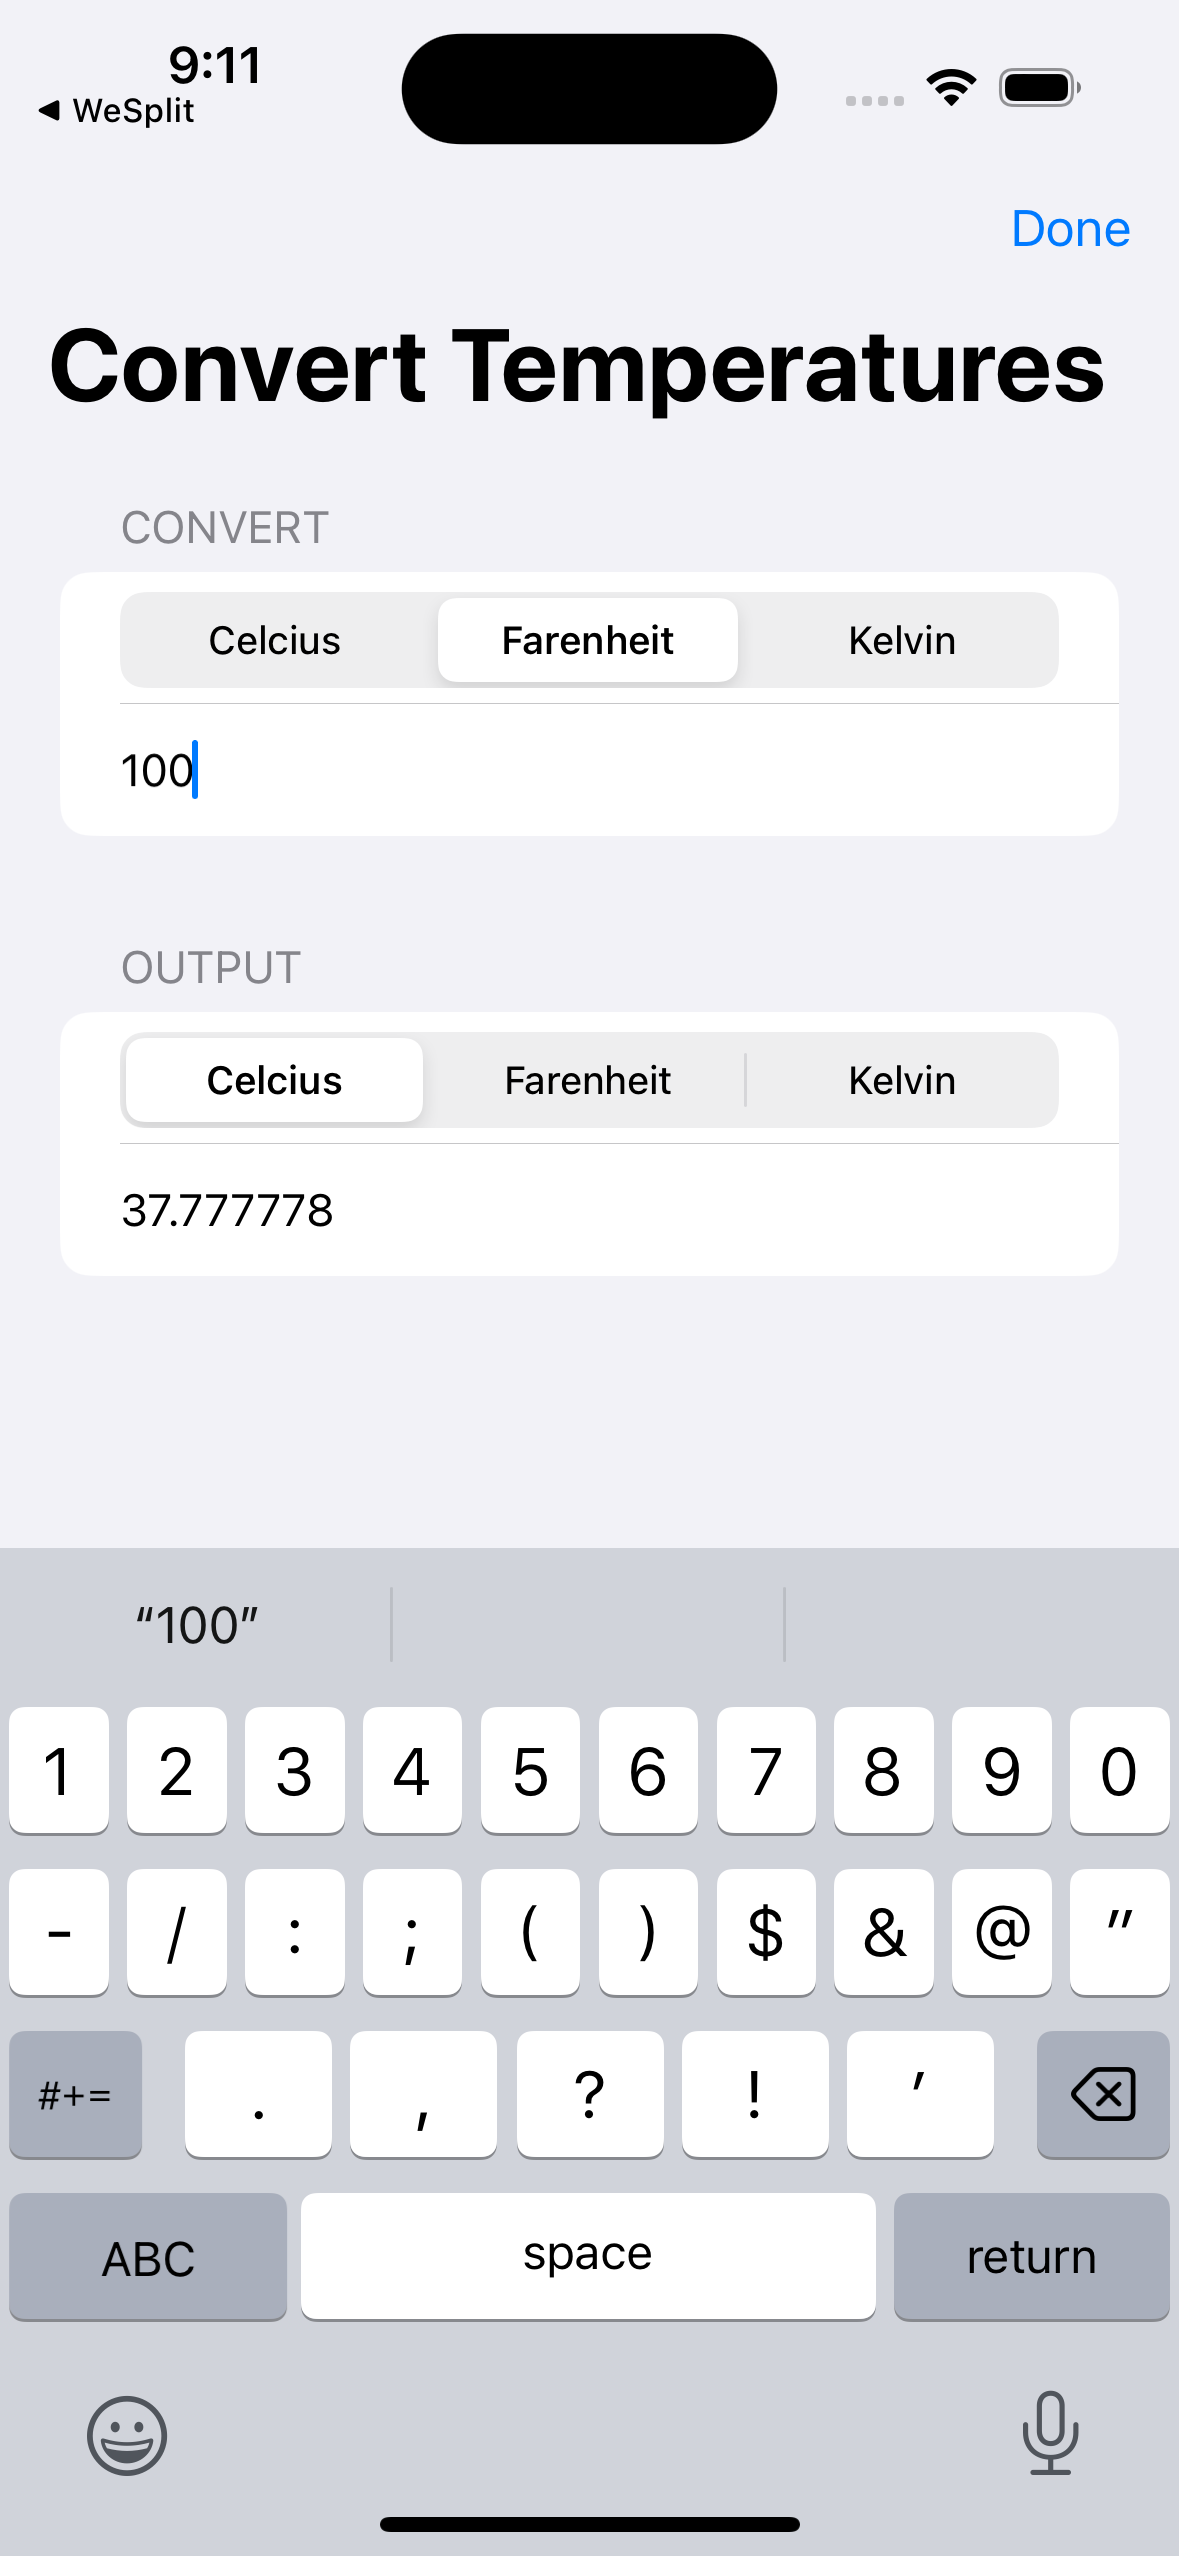 9:11
◀ WeSplit
Done
Convert Temperatures
CONVERT
Celcius Farenheit Kelvin
100
OUTPUT
Celcius Farenheit Kelvin
37.777778
“100”
1 2 3 4 5 6 7 8 9 0
- / : ; ( ) $ & @ "
#+= . , ? ! '
ABC space return